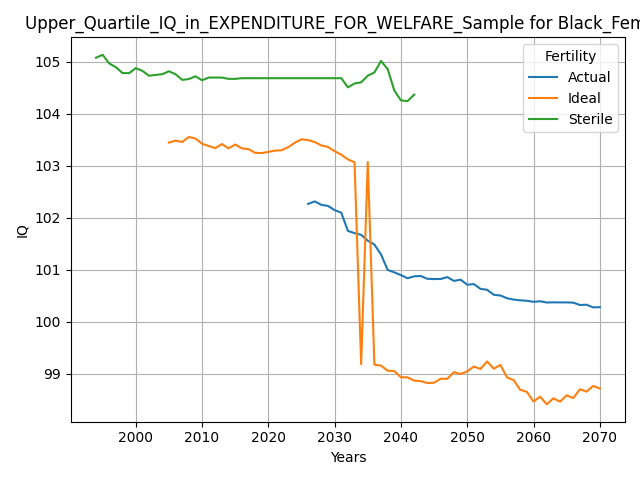 Upper_Quartile_IQ_in_EXPENDITURE_FOR_WELFARE_Sample for Black_Fem
105
104
103
102
101
100
99
IQ
Fertility
Actual
Ideal
Sterile
2000
2010
2020
2030
2040
2050
2060
2070
Years